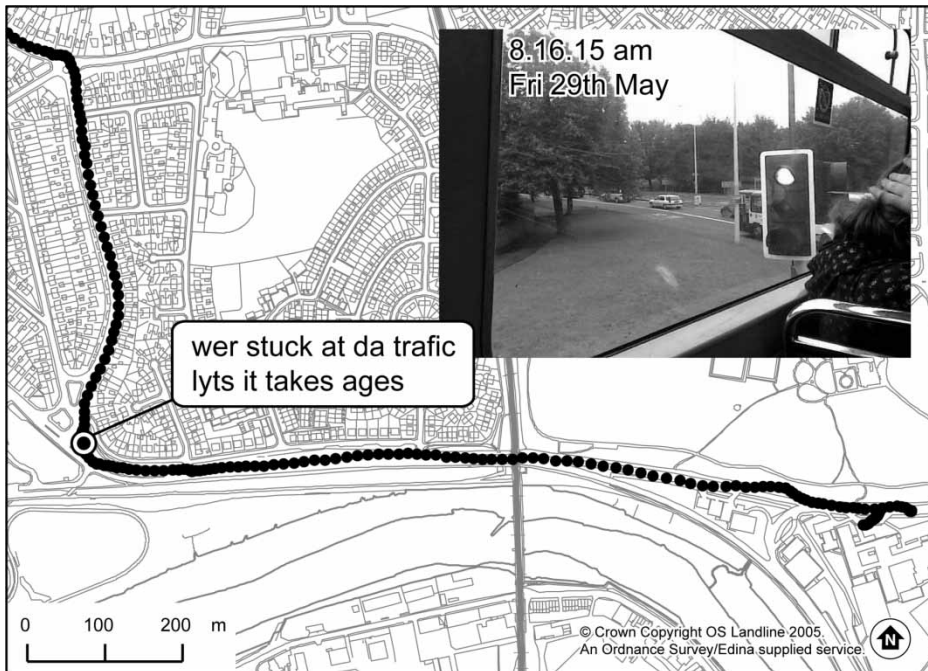 8.16.15 am
Fri 29th May
wer stuck at da trafic
lyts it takes ages
0 100 200 m
© Crown Copyright OS Landline 2005.
An Ordnance Survey/Edina supplied service.
N